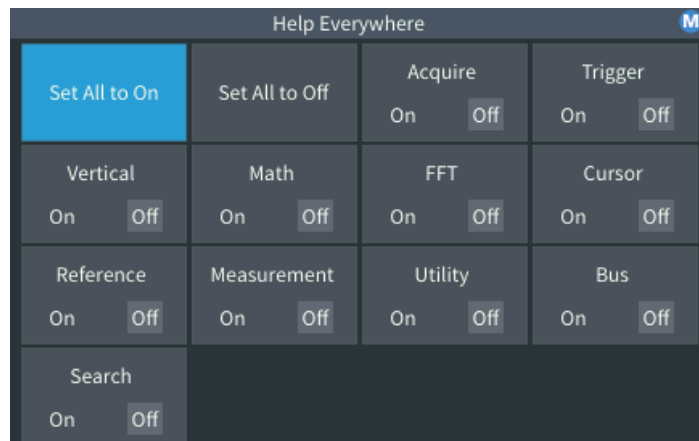 Help Everywhere
M
Set All to On
Set All to Off
Acquire
On Off
Trigger
On Off
Vertical
On Off
Math
On Off
FFT
On Off
Cursor
On Off
Reference
On Off
Measurement
On Off
Utility
On Off
Bus
On Off
Search
On Off